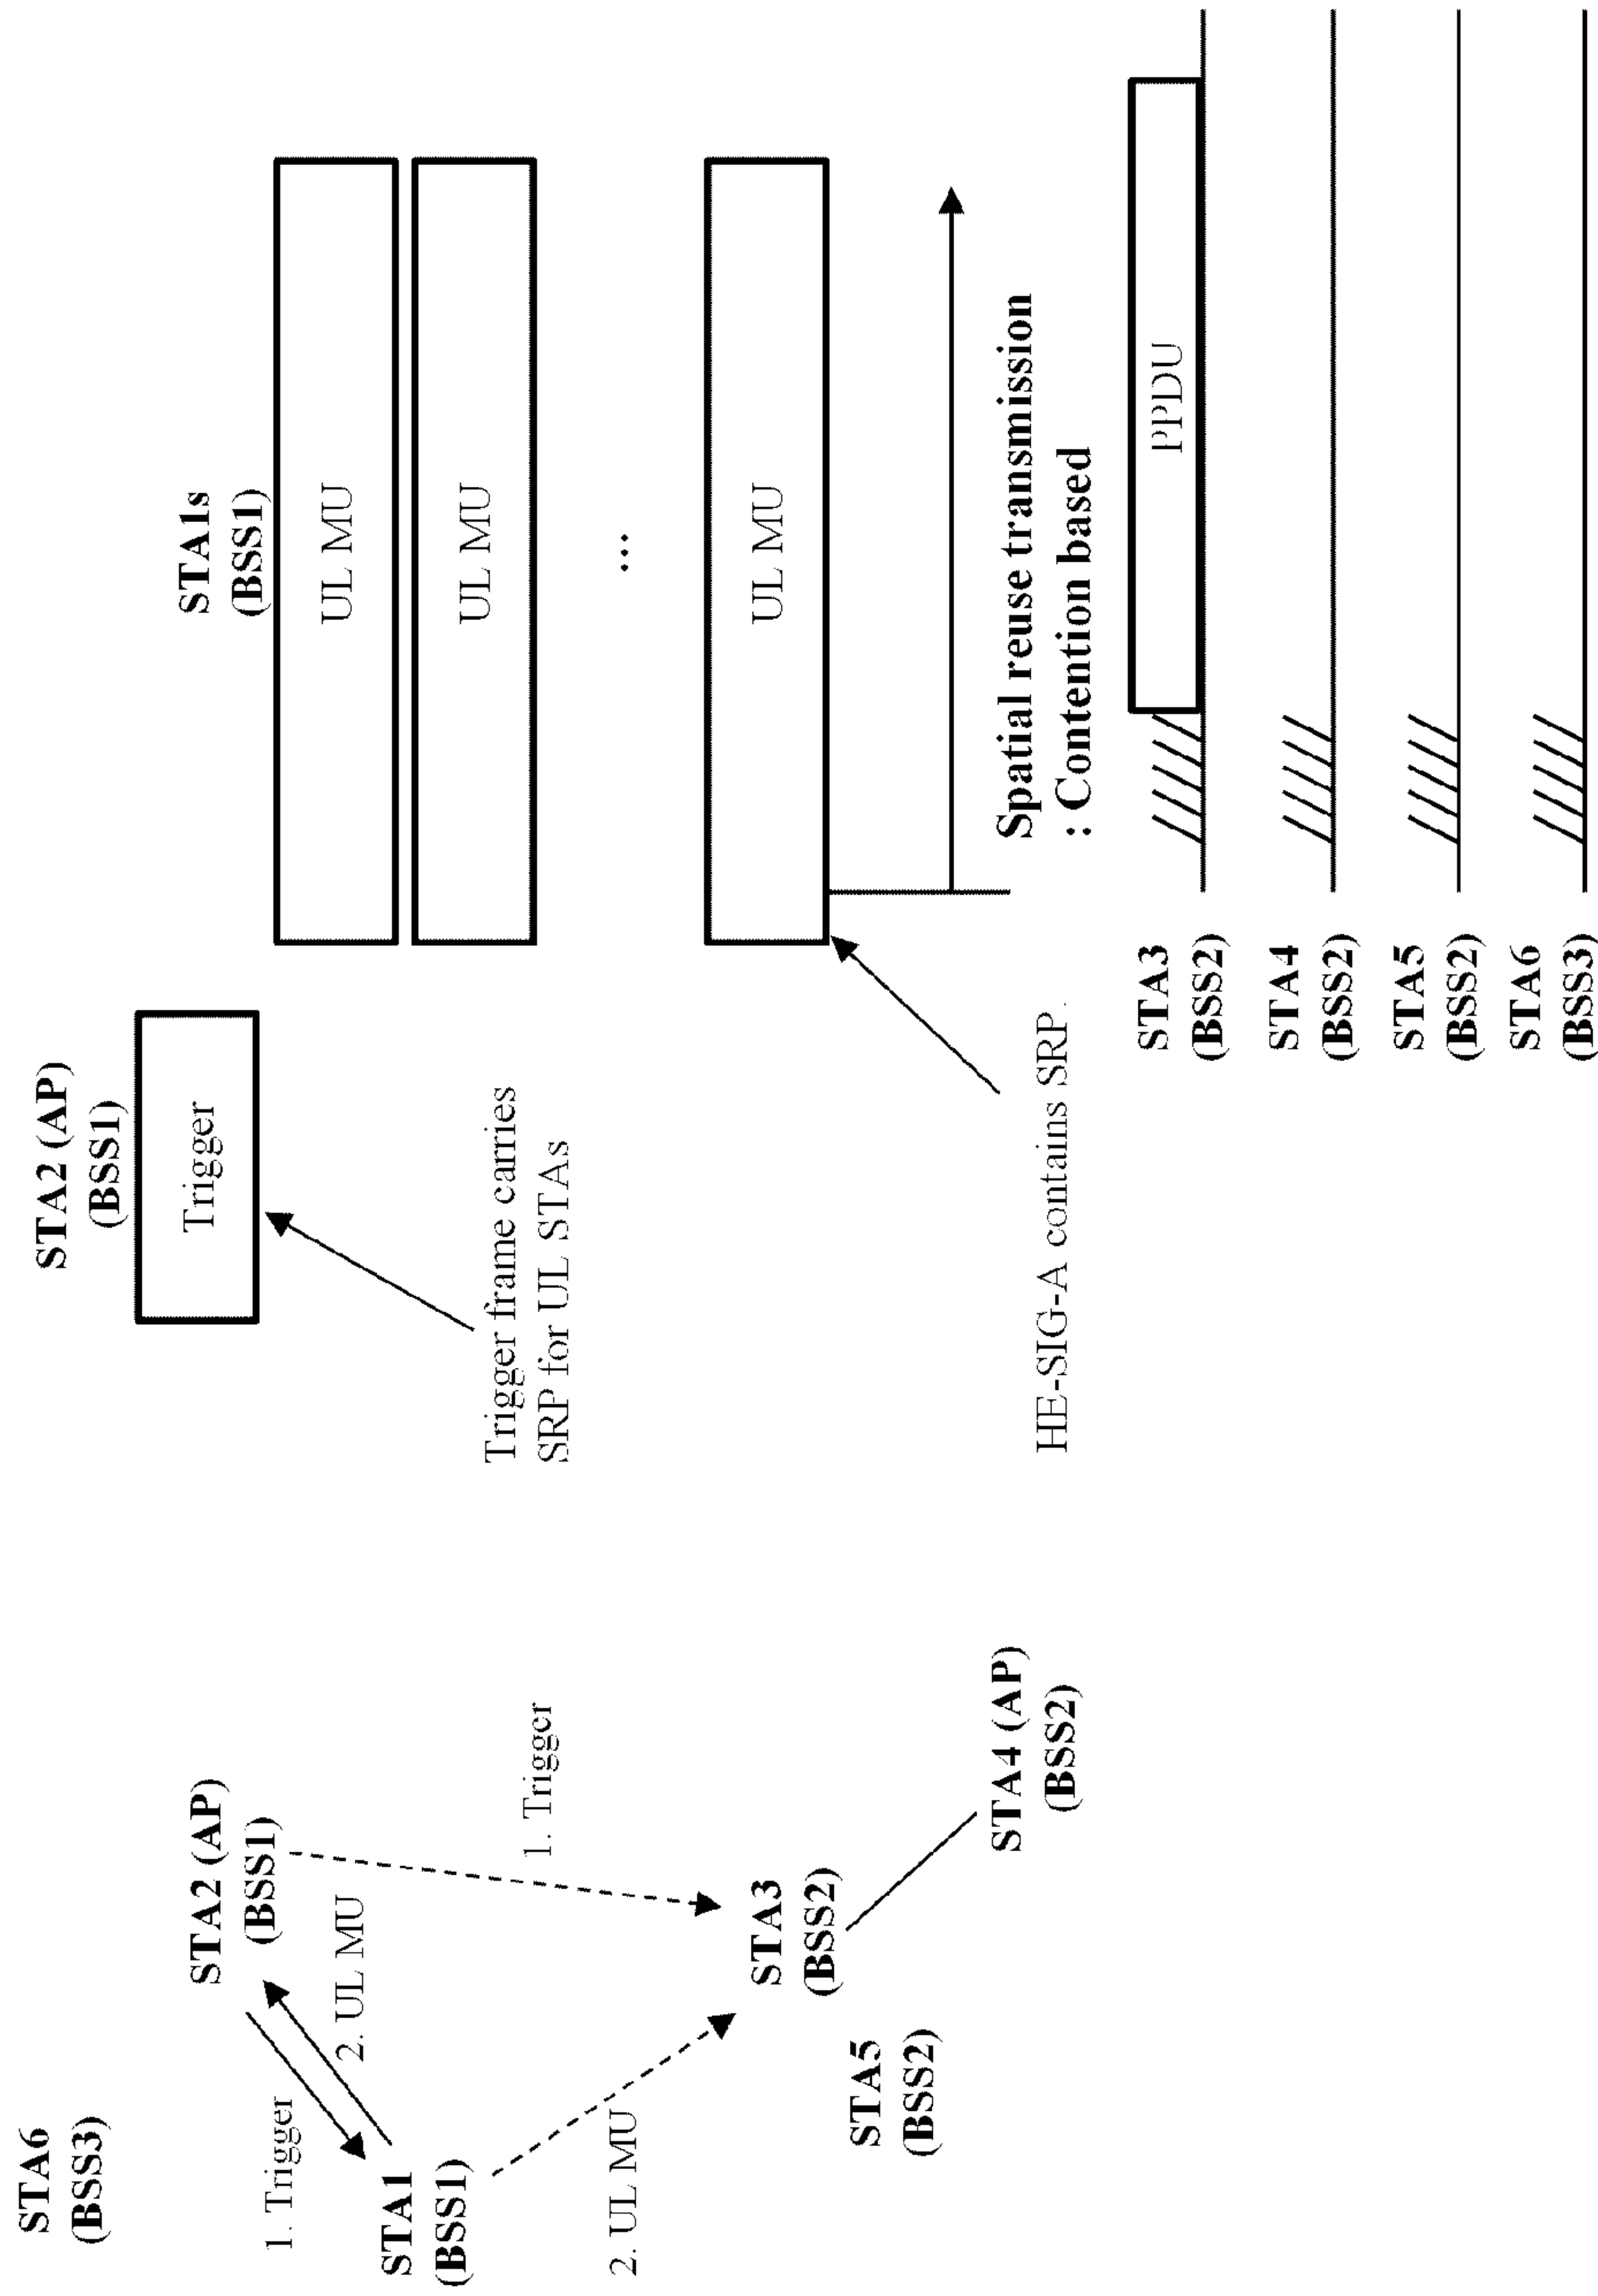 STA6
(BSS3)
STA2 (AP)
(BSS1)
1. Trigger
2. UL MU
STA1
(BSS1)
1. Trigger
2. UL MU
STA3
(BSS2)
STA5
(BSS2)
STA4 (AP)
(BSS2)
STA2 (AP)
(BSS1)
Trigger
Trigger frame carries
SRP for UL STAs
STA1s
(BSS1)
UL MU
UL MU
...
UL MU
HE-SIG-A contains SRP.
Spatial reuse transmission
: Contention based
STA3
(BSS2)
PPDU
STA4
(BSS2)
STA5
(BSS2)
STA6
(BSS3)